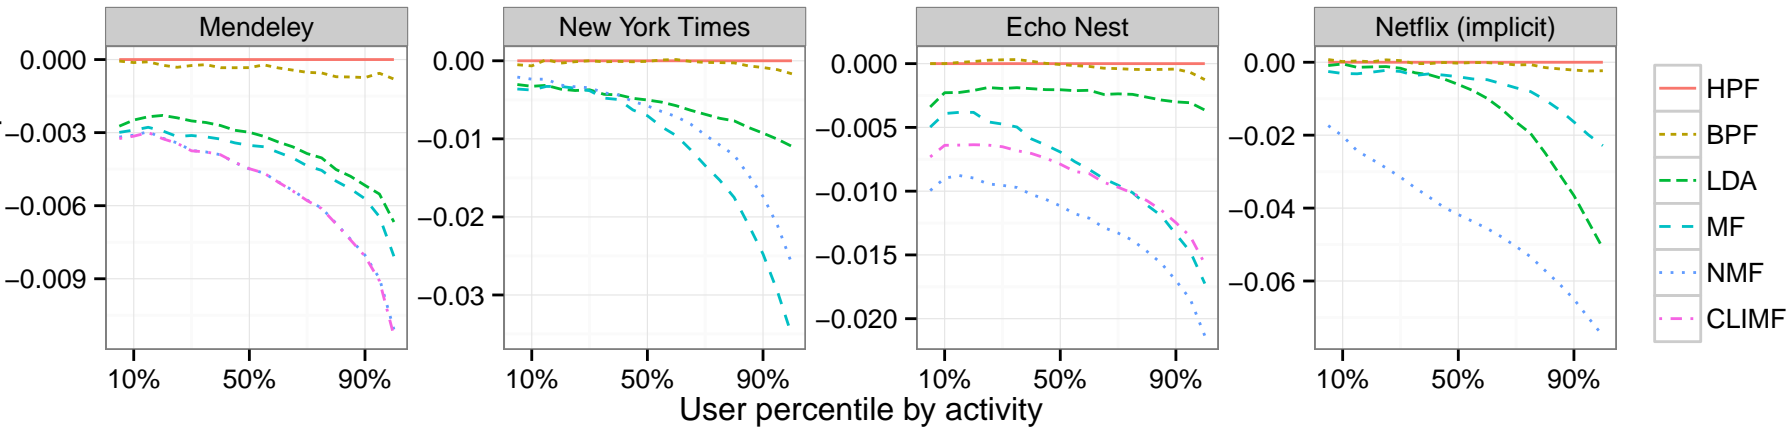 Mendeley
New York Times
Echo Nest
Netflix (implicit)
0.000
−0.003
−0.006
−0.009
0.00
−0.01
−0.02
−0.03
0.000
−0.005
−0.010
−0.015
−0.020
0.00
−0.02
−0.04
−0.06
10% 50% 90%
10% 50% 90%
10% 50% 90%
10% 50% 90%
User percentile by activity
HPF
BPF
LDA
MF
NMF
CLIMF